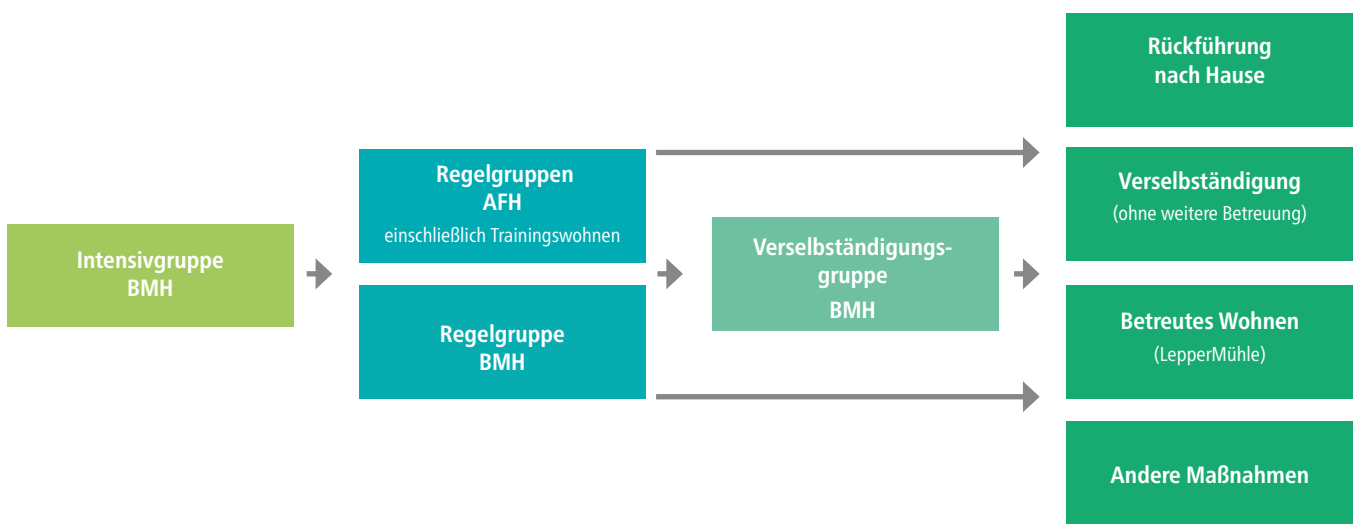 Intensivgruppe
BMH
Regelgruppen
AFH
einschließlich Trainingswohnen
Regelgruppe
BMH
Verselbständigungs-
gruppe
BMH
Rückführung
nach Hause
Verselbständigung
(ohne weitere Betreuung)
Betreutes Wohnen
(LepperMühle)
Andere Maßnahmen